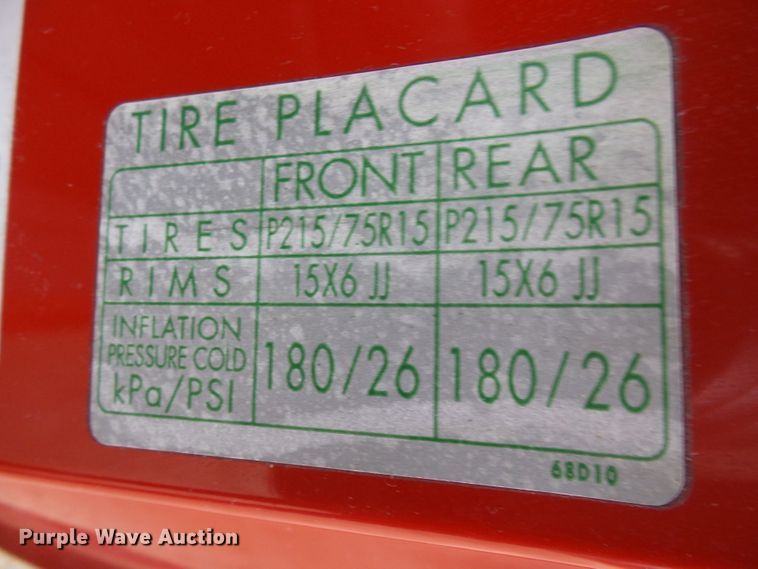 TIRE PLACARD
FRONT REAR
TIRES P215/75R15 P215/75R15
RIMS 15X6 JJ 15X6 JJ
INFLATION
PRESSURE COLD
kPa/PSI 180/26 180/26
68D10
Purple Wave Auction